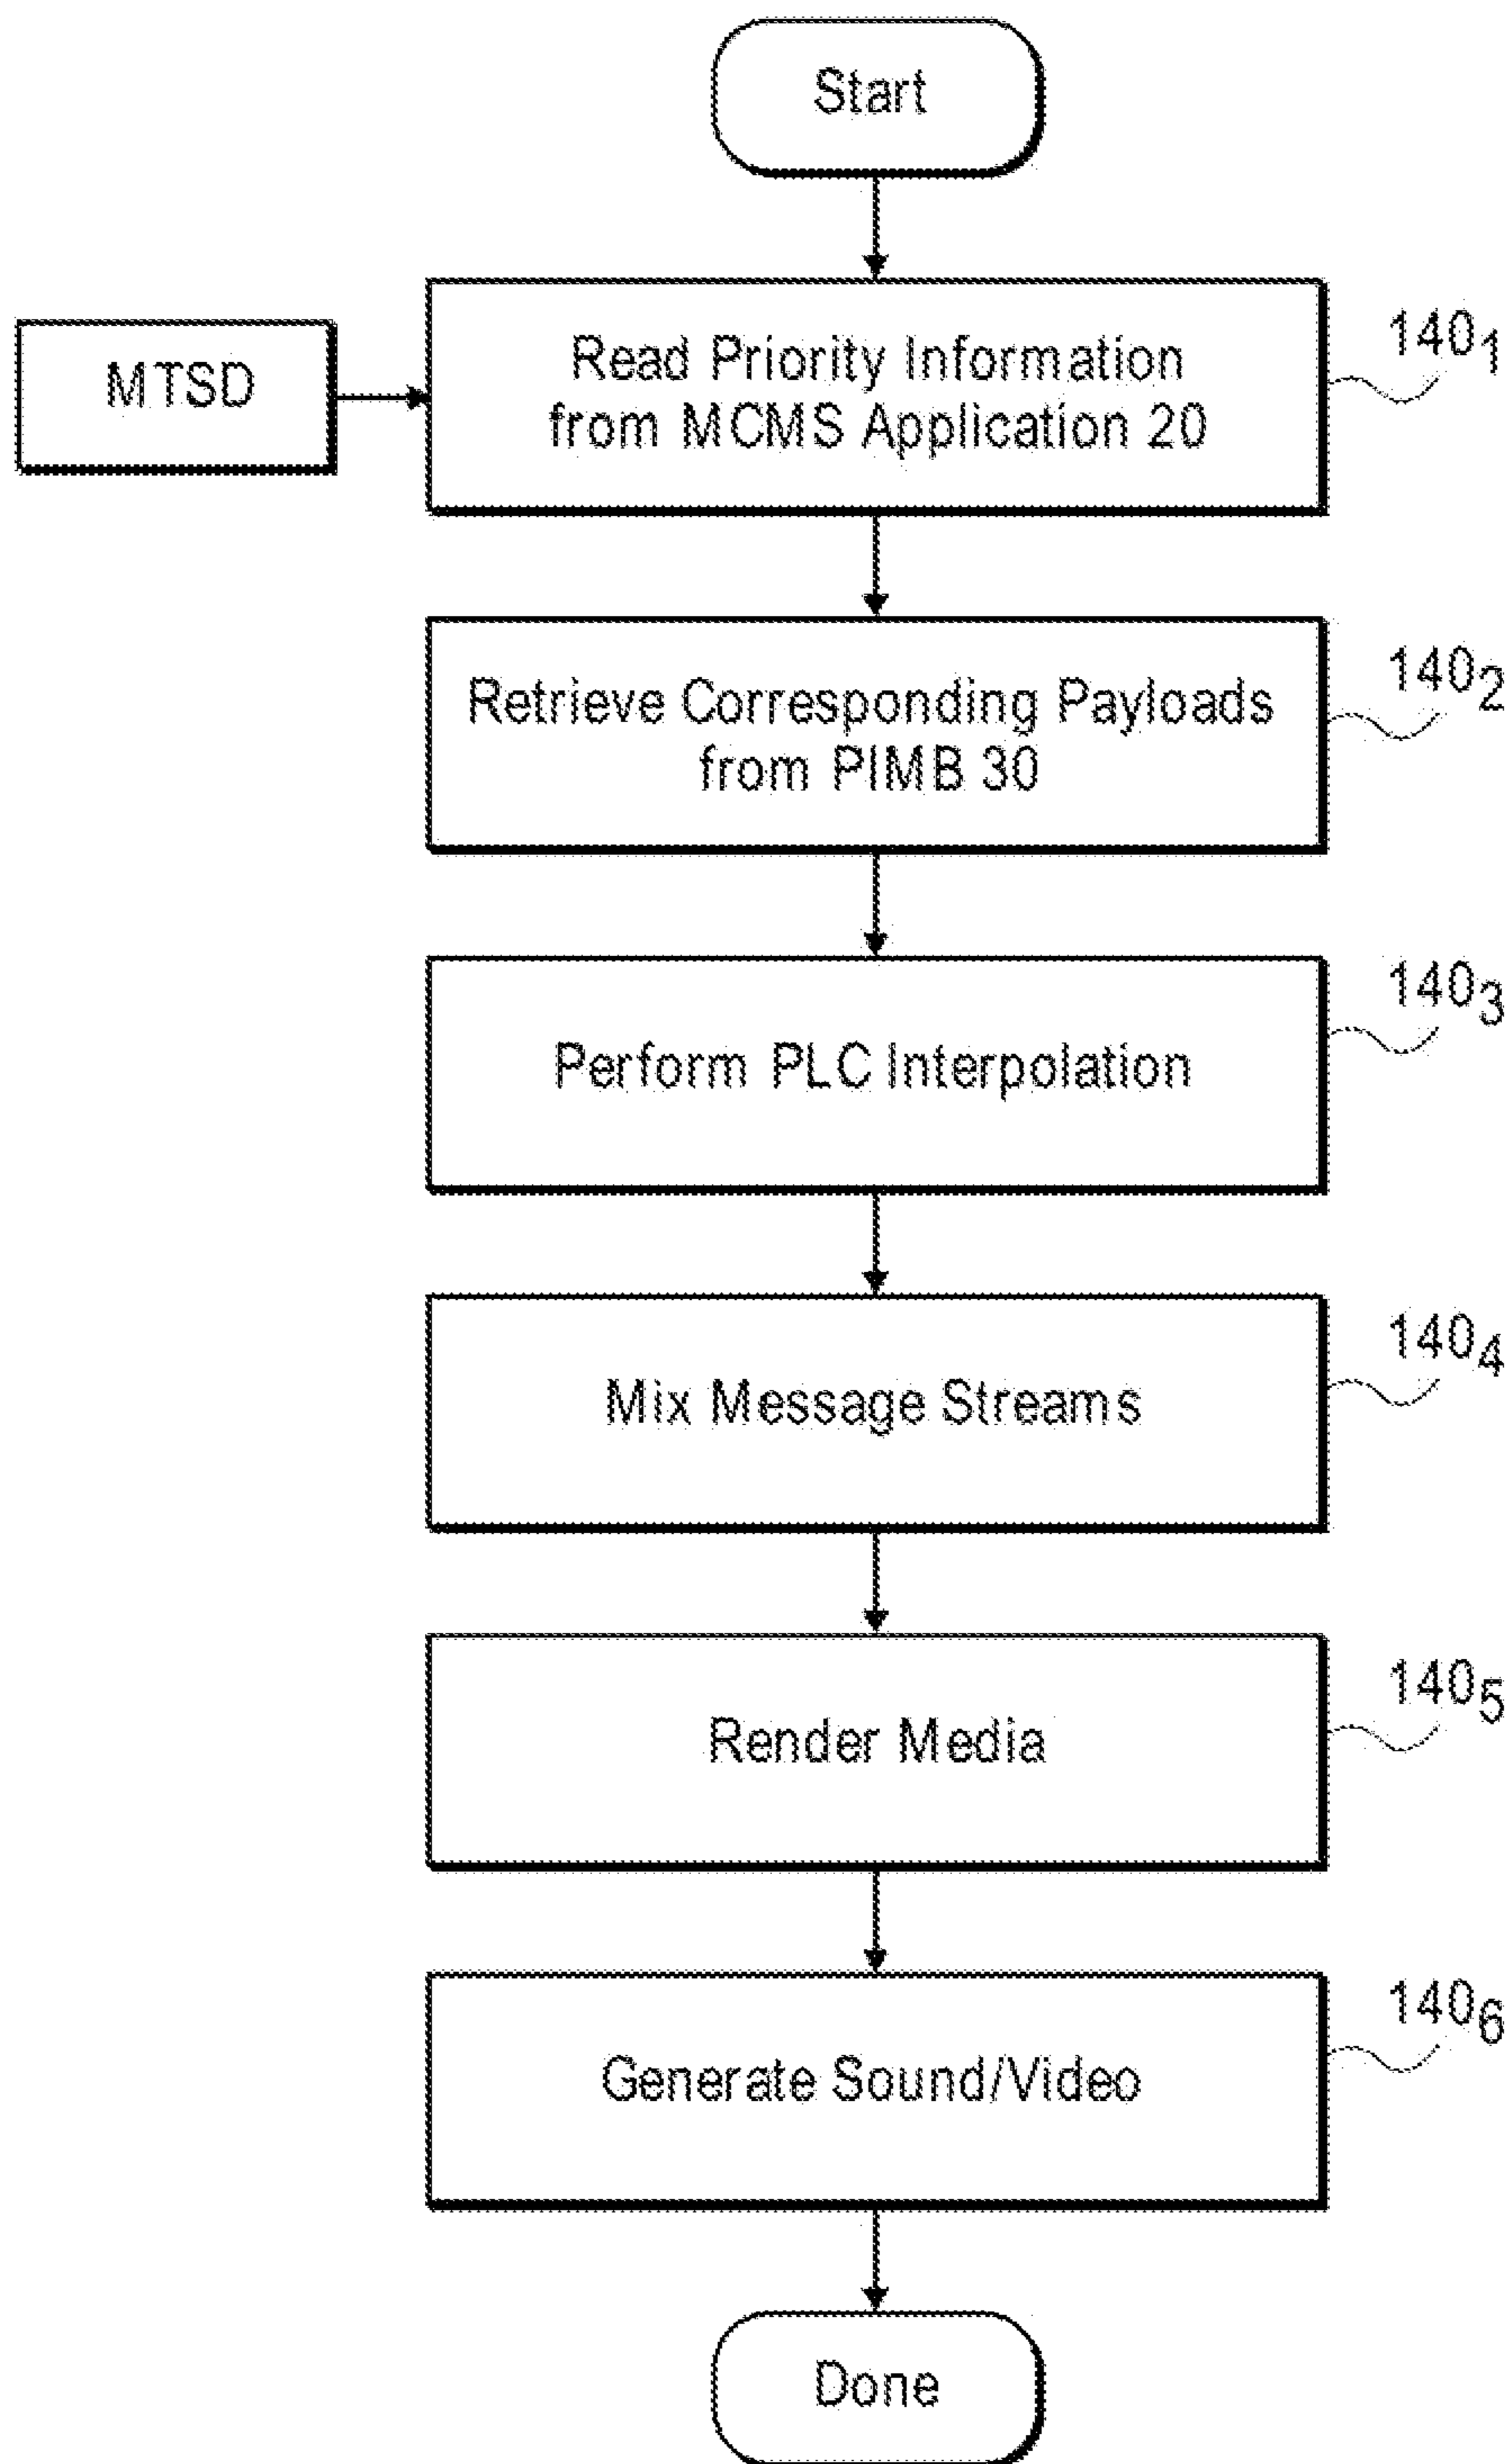 Start
MTSD
Read Priority Information
from MCMS Application 20
140₁
Retrieve Corresponding Payloads
from PIMB 30
140₂
Perform PLC Interpolation
140₃
Mix Message Streams
140₄
Render Media
140₅
Generate Sound/Video
140₆
Done